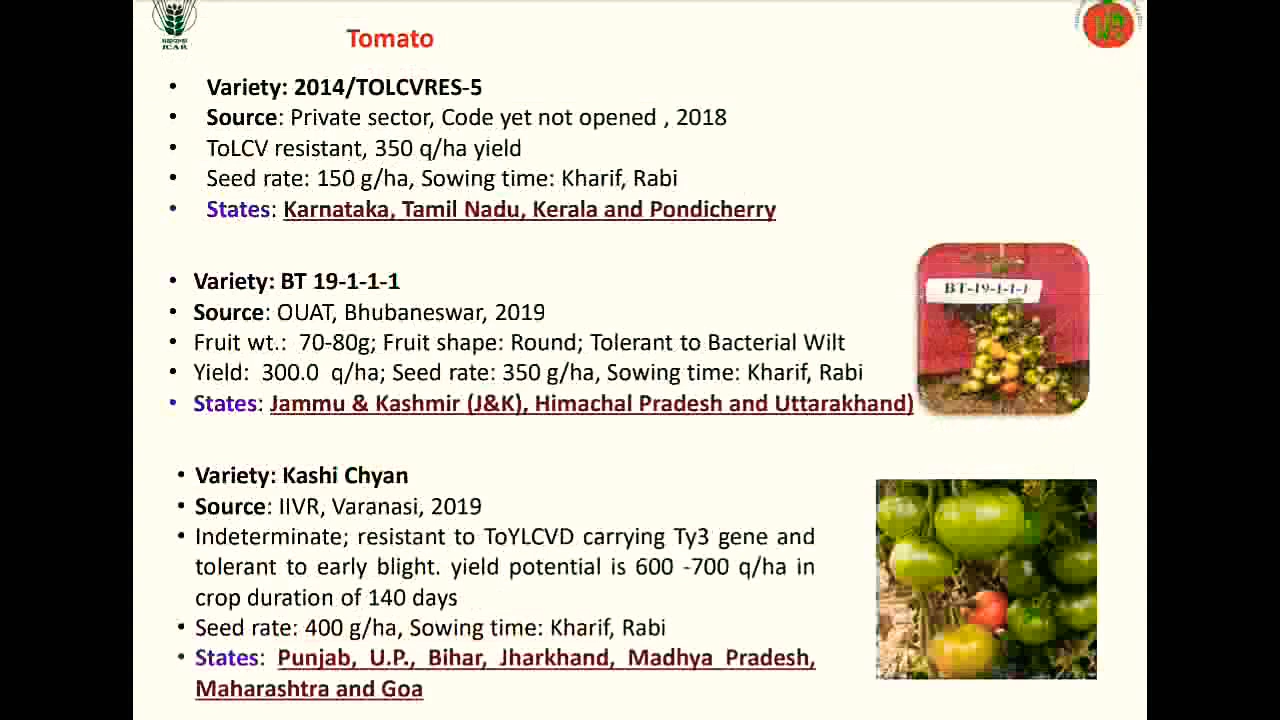 ICAR
Tomato
• Variety: 2014/TOLCVRES-5
• Source: Private sector, Code yet not opened , 2018
• ToLCV resistant, 350 q/ha yield
• Seed rate: 150 g/ha, Sowing time: Kharif, Rabi
• States: Karnataka, Tamil Nadu, Kerala and Pondicherry
• Variety: BT 19-1-1-1
• Source: OUAT, Bhubaneswar, 2019
• Fruit wt.: 70-80g; Fruit shape: Round; Tolerant to Bacterial Wilt
• Yield: 300.0 q/ha; Seed rate: 350 g/ha, Sowing time: Kharif, Rabi
• States: Jammu & Kashmir (J&K), Himachal Pradesh and Uttarakhand)
BT-19-1-1-1
• Variety: Kashi Chyan
• Source: IIVR, Varanasi, 2019
• Indeterminate; resistant to ToYLCVD carrying Ty3 gene and
tolerant to early blight. yield potential is 600 -700 q/ha in
crop duration of 140 days
• Seed rate: 400 g/ha, Sowing time: Kharif, Rabi
• States: Punjab, U.P., Bihar, Jharkhand, Madhya Pradesh,
Maharashtra and Goa